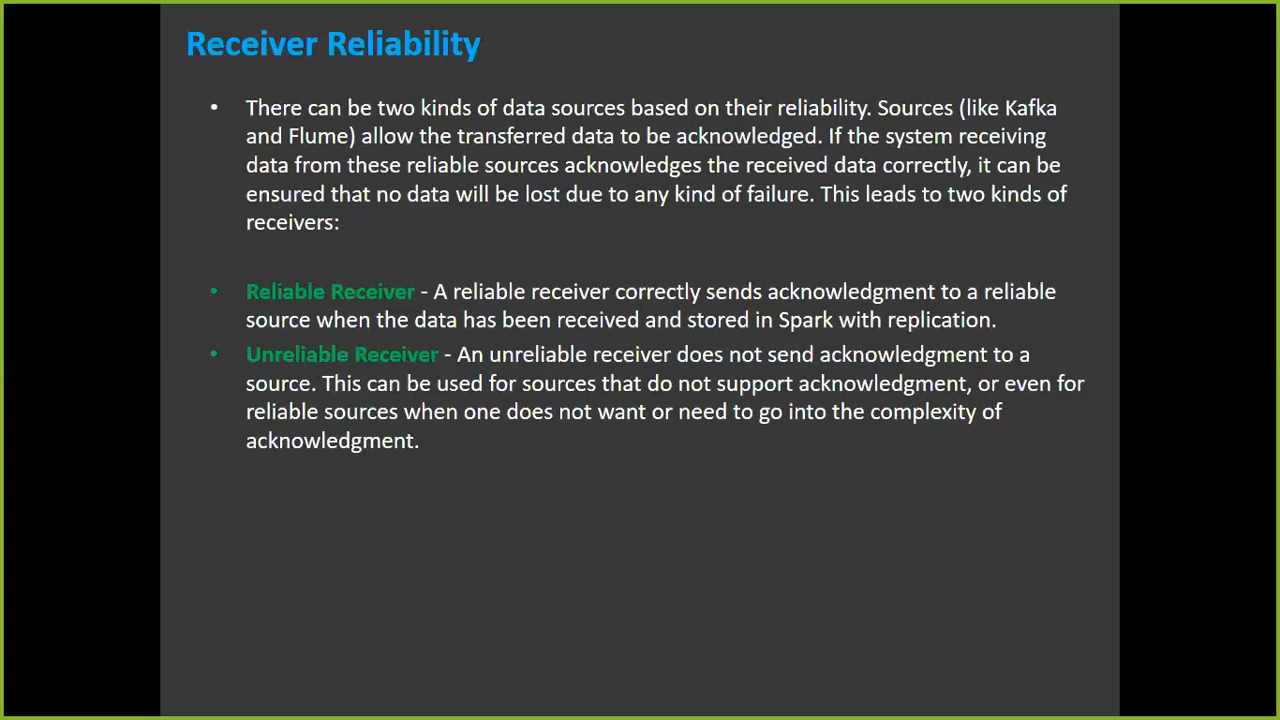 Receiver Reliability
• There can be two kinds of data sources based on their reliability. Sources (like Kafka
and Flume) allow the transferred data to be acknowledged. If the system receiving
data from these reliable sources acknowledges the received data correctly, it can be
ensured that no data will be lost due to any kind of failure. This leads to two kinds of
receivers:
• Reliable Receiver - A reliable receiver correctly sends acknowledgment to a reliable
source when the data has been received and stored in Spark with replication.
• Unreliable Receiver - An unreliable receiver does not send acknowledgment to a
source. This can be used for sources that do not support acknowledgment, or even for
reliable sources when one does not want or need to go into the complexity of
acknowledgment.